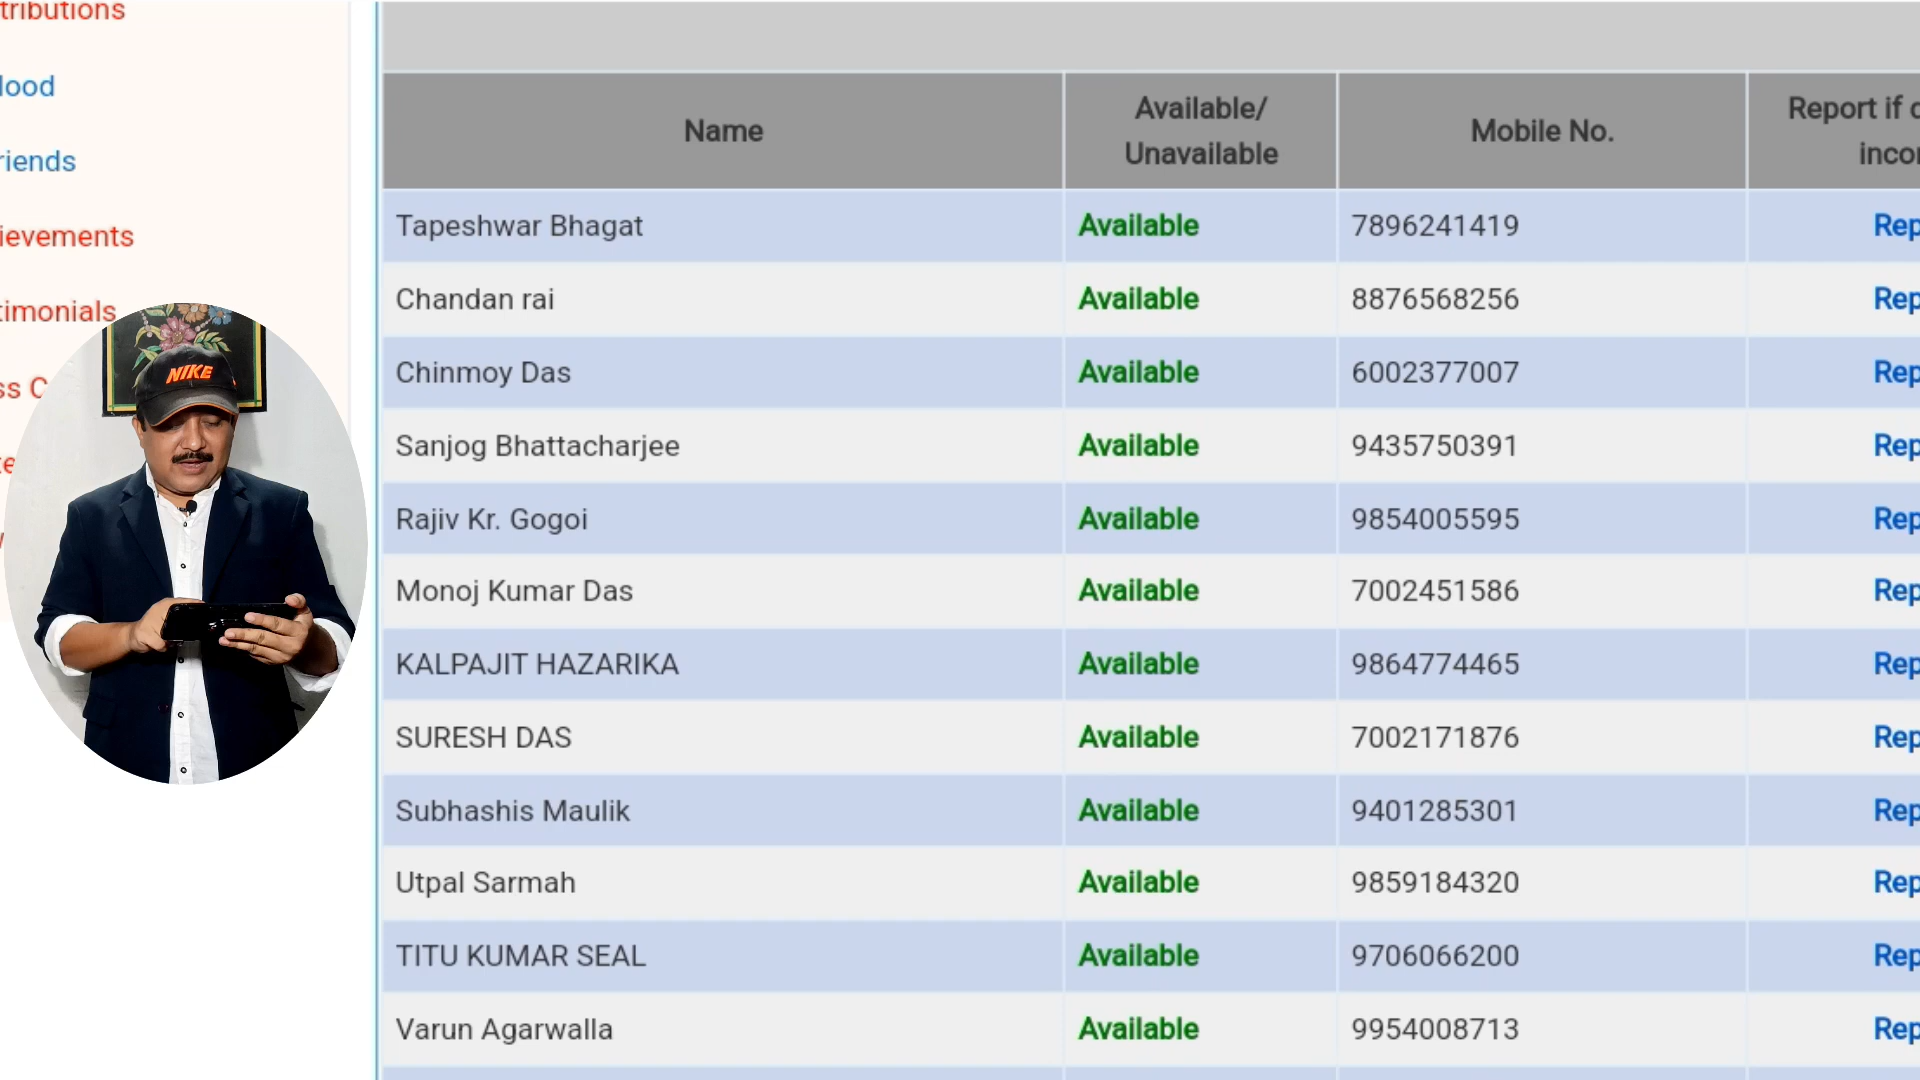 tributions
lood
riends
ievements
timonials
ss C
NIKE
Name
Available/
Unavailable
Mobile No.
Report if
Tapeshwar Bhagat Available 7896241419 Rep
Chandan rai Available 8876568256 Rep
Chinmoy Das Available 6002377007 Rep
Sanjog Bhattacharjee Available 9435750391 Rep
Rajiv Kr. Gogoi Available 9854005595 Rep
Monoj Kumar Das Available 7002451586 Rep
KALPAJIT HAZARIKA Available 9864774465 Rep
SURESH DAS Available 7002171876 Rep
Subhashis Maulik Available 9401285301 Rep
Utpal Sarmah Available 9859184320 Rep
TITU KUMAR SEAL Available 9706066200 Rep
Varun Agarwalla Available 9954008713 Rep